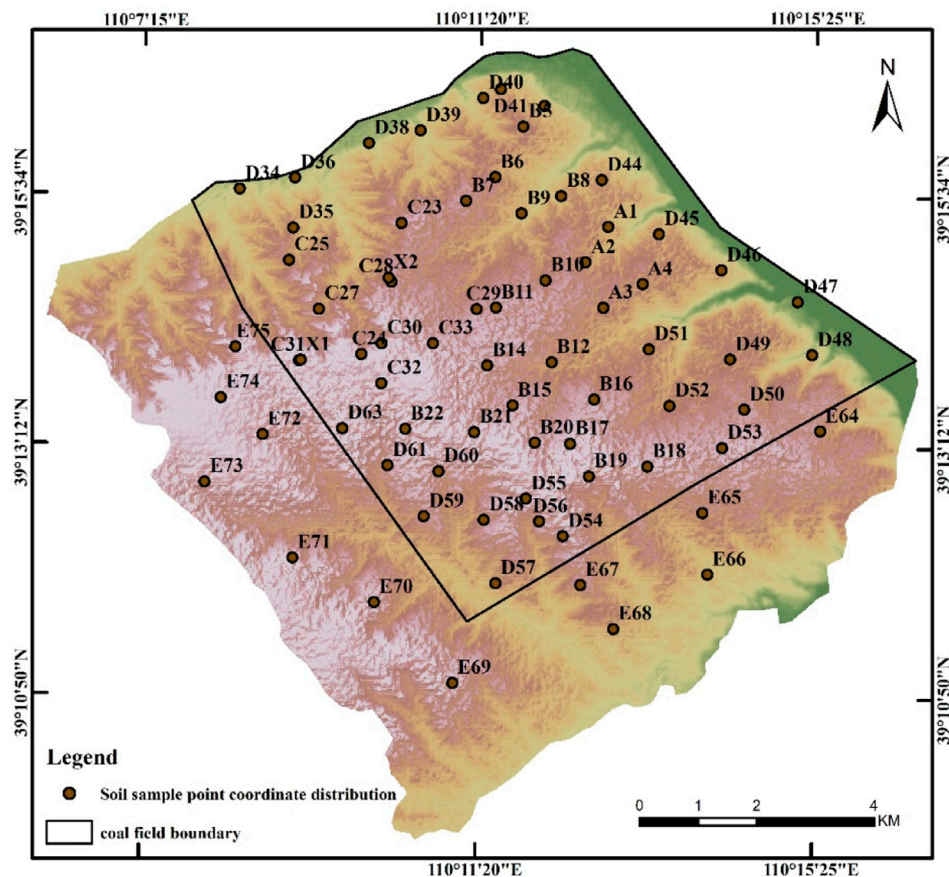 110°7'15"E 110°11'20"E 110°15'25"E
N
D40
D41
B5
D39
D38
D36
B6
D34
D44
B7
B8
39°15'34"N
39°15'34"N
B9
C23
A1
D35
D45
C25
A2
C28 X2
B10
D46
A4
C27
C29 B11
A3
D47
E75
C31X1
C24
C30
C33
D51
D48
D49
B14
B12
C32
E74
B15
B16
D52
D50
E72
D63
B22
B21
B20 B17
E64
39°13'12"N
39°13'12"N
D53
D61
D60
B19
B18
E73
D55
D59
D58
D56
E65
D54
E71
D57
E67
E66
E70
E68
E69
39°10'50"N
39°10'50"N
Legend
Soil sample point coordinate distribution
coal field boundary
0 1 2 4
KM
110°11'20"E 110°15'25"E